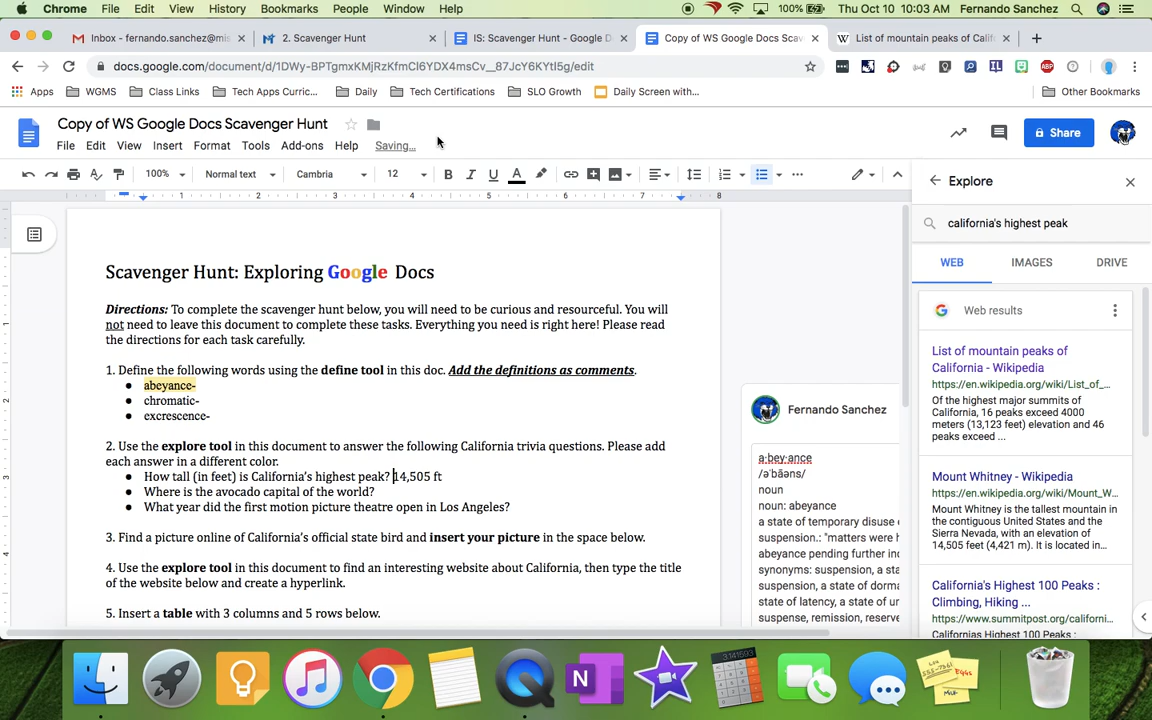 Chrome File Edit View History Bookmarks People Window Help 100% Thu Oct 10 10:03 AM Fernando Sanchez
Inbox - fernando.sanchez@mis 2. Scavenger Hunt IS: Scavenger Hunt - Google D Copy of WS Google Docs Scav List of mountain peaks of Calif
docs.google.com/document/d/1DWy-BPTgmxKMjRzKfmCl6YDX4msCv__87JcY6KYtI5g/edit
Apps WGMS Class Links Tech Apps Curric... Daily Tech Certifications SLO Growth Daily Screen with... Other Bookmarks
Copy of WS Google Docs Scavenger Hunt
File Edit View Insert Format Tools Add-ons Help Saving... Share
100% Normal text Cambria 12 B I U A
1 2 3 4 5 6 7 8
Scavenger Hunt: Exploring Google Docs
Directions: To complete the scavenger hunt below, you will need to be curious and resourceful. You will
not need to leave this document to complete these tasks. Everything you need is right here! Please read
the directions for each task carefully.
1. Define the following words using the define tool in this doc. Add the definitions as comments.
● abeyance-
● chromatic-
● excrescence-
2. Use the explore tool in this document to answer the following California trivia questions. Please add
each answer in a different color.
● How tall (in feet) is California's highest peak? 14,505 ft
● Where is the avocado capital of the world?
● What year did the first motion picture theatre open in Los Angeles?
3. Find a picture online of California's official state bird and insert your picture in the space below.
4. Use the explore tool in this document to find an interesting website about California, then type the title
of the website below and create a hyperlink.
5. Insert a table with 3 columns and 5 rows below.
Fernando Sanchez
a·bey·ance
/əˈbāəns/
noun
noun: abeyance
a state of temporary disuse
suspension.: "matters were h
abeyance pending further in
synonyms: suspension, a sta
suspension, a state of dorma
state of latency, a state of u
suspense, remission, reserve
Explore
california's highest peak
WEB IMAGES DRIVE
Web results
List of mountain peaks of
California - Wikipedia
https://en.wikipedia.org/wiki/List_of_...
Of the highest major summits of
California, 16 peaks exceed 4000
meters (13,123 feet) elevation and 46
peaks exceed ...
Mount Whitney - Wikipedia
https://en.wikipedia.org/wiki/Mount_W...
Mount Whitney is the tallest mountain in
the contiguous United States and the
Sierra Nevada, with an elevation of
14,505 feet (4,421 m). It is located in...
California's Highest 100 Peaks :
Climbing, Hiking ...
https://www.summitpost.org/californi...
Californias Highest 100 Peaks :